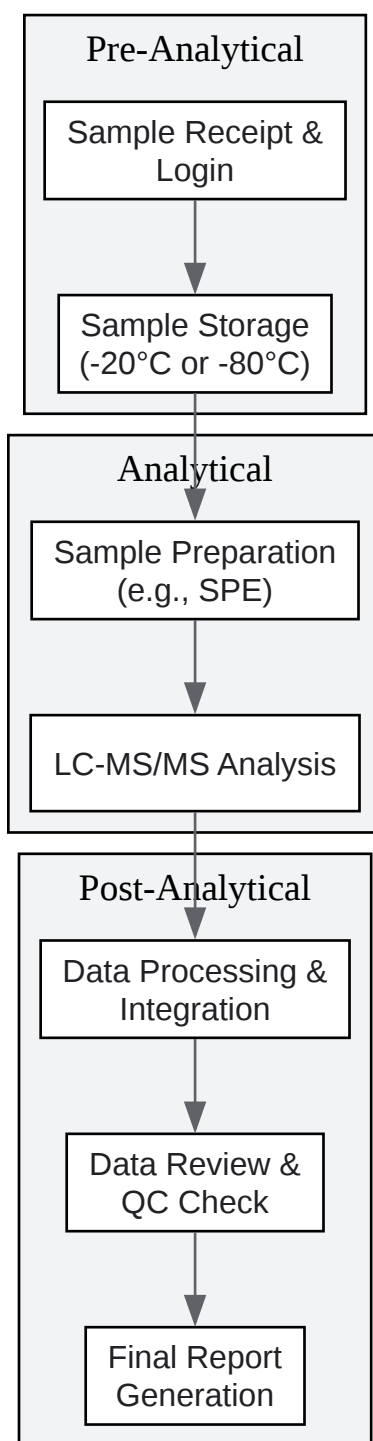 Pre-Analytical
Sample Receipt &
Login
Sample Storage
(-20°C or -80°C)
Analytical
Sample Preparation
(e.g., SPE)
LC-MS/MS Analysis
Post-Analytical
Data Processing &
Integration
Data Review &
QC Check
Final Report
Generation